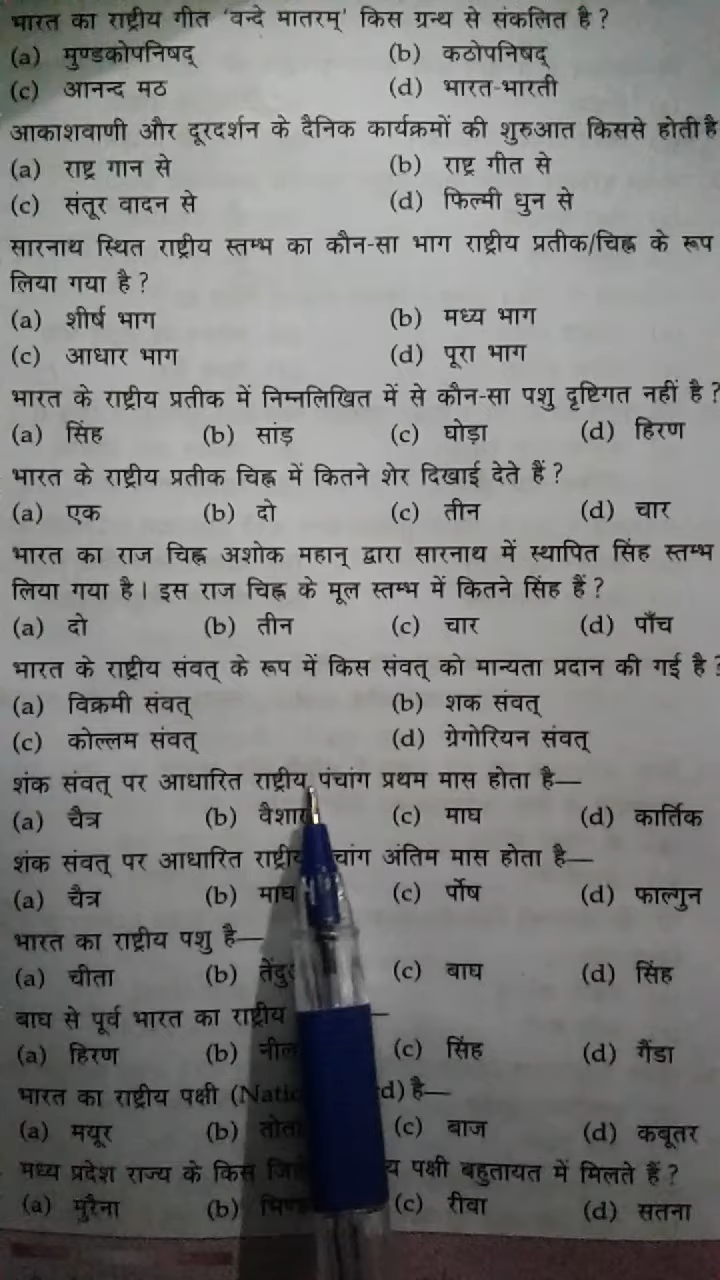 भारत का राष्ट्रीय गीत ‘वन्दे मातरम्’ किस ग्रन्थ से संकलित है ?
(a) मुण्डकोपनिषद् (b) कठोपनिषद्
(c) आनन्द मठ (d) भारत-भारती
आकाशवाणी और दूरदर्शन के दैनिक कार्यक्रमों की शुरुआत किससे होती है
(a) राष्ट्र गान से (b) राष्ट्र गीत से
(c) संतूर वादन से (d) फिल्मी धुन से
सारनाथ स्थित राष्ट्रीय स्तम्भ का कौन-सा भाग राष्ट्रीय प्रतीक/चिह्न के रूप
लिया गया है ?
(a) शीर्ष भाग (b) मध्य भाग
(c) आधार भाग (d) पूरा भाग
भारत के राष्ट्रीय प्रतीक में निम्नलिखित में से कौन-सा पशु दृष्टिगत नहीं है ?
(a) सिंह (b) सांड़ (c) घोड़ा (d) हिरण
भारत के राष्ट्रीय प्रतीक चिह्न में कितने शेर दिखाई देते हैं ?
(a) एक (b) दो (c) तीन (d) चार
भारत का राज चिह्न अशोक महान् द्वारा सारनाथ में स्थापित सिंह स्तम्भ
लिया गया है। इस राज चिह्न के मूल स्तम्भ में कितने सिंह हैं ?
(a) दो (b) तीन (c) चार (d) पाँच
भारत के राष्ट्रीय संवत् के रूप में किस संवत् को मान्यता प्रदान की गई है ?
(a) विक्रमी संवत् (b) शक संवत्
(c) कोल्लम संवत् (d) ग्रेगोरियन संवत्
शंक संवत् पर आधारित राष्ट्रीय पंचांग प्रथम मास होता है—
(a) चैत्र (b) (c) माघ (d) कार्तिक
शंक संवत् पर आधारित चांग अंतिम मास होता है—
(a) चैत्र (b) माघ (c) र्पोष (d) फाल्गुन
भारत का राष्ट्रीय पशु है—
(a) चीता (b) (c) बाघ (d) सिंह
बाघ से पूर्व भारत का राष्ट्रीय —
(a) हिरण (b) (c) सिंह (d) गैंडा
भारत का राष्ट्रीय पक्षी d) है—
(a) मयूर (b) (c) बाज (d) कबूतर
मध्य प्रदेश राज्य के किस य पक्षी बहुतायत में मिलते हैं ?
(a) मुरैना (b) (c) रीवा (d) सतना